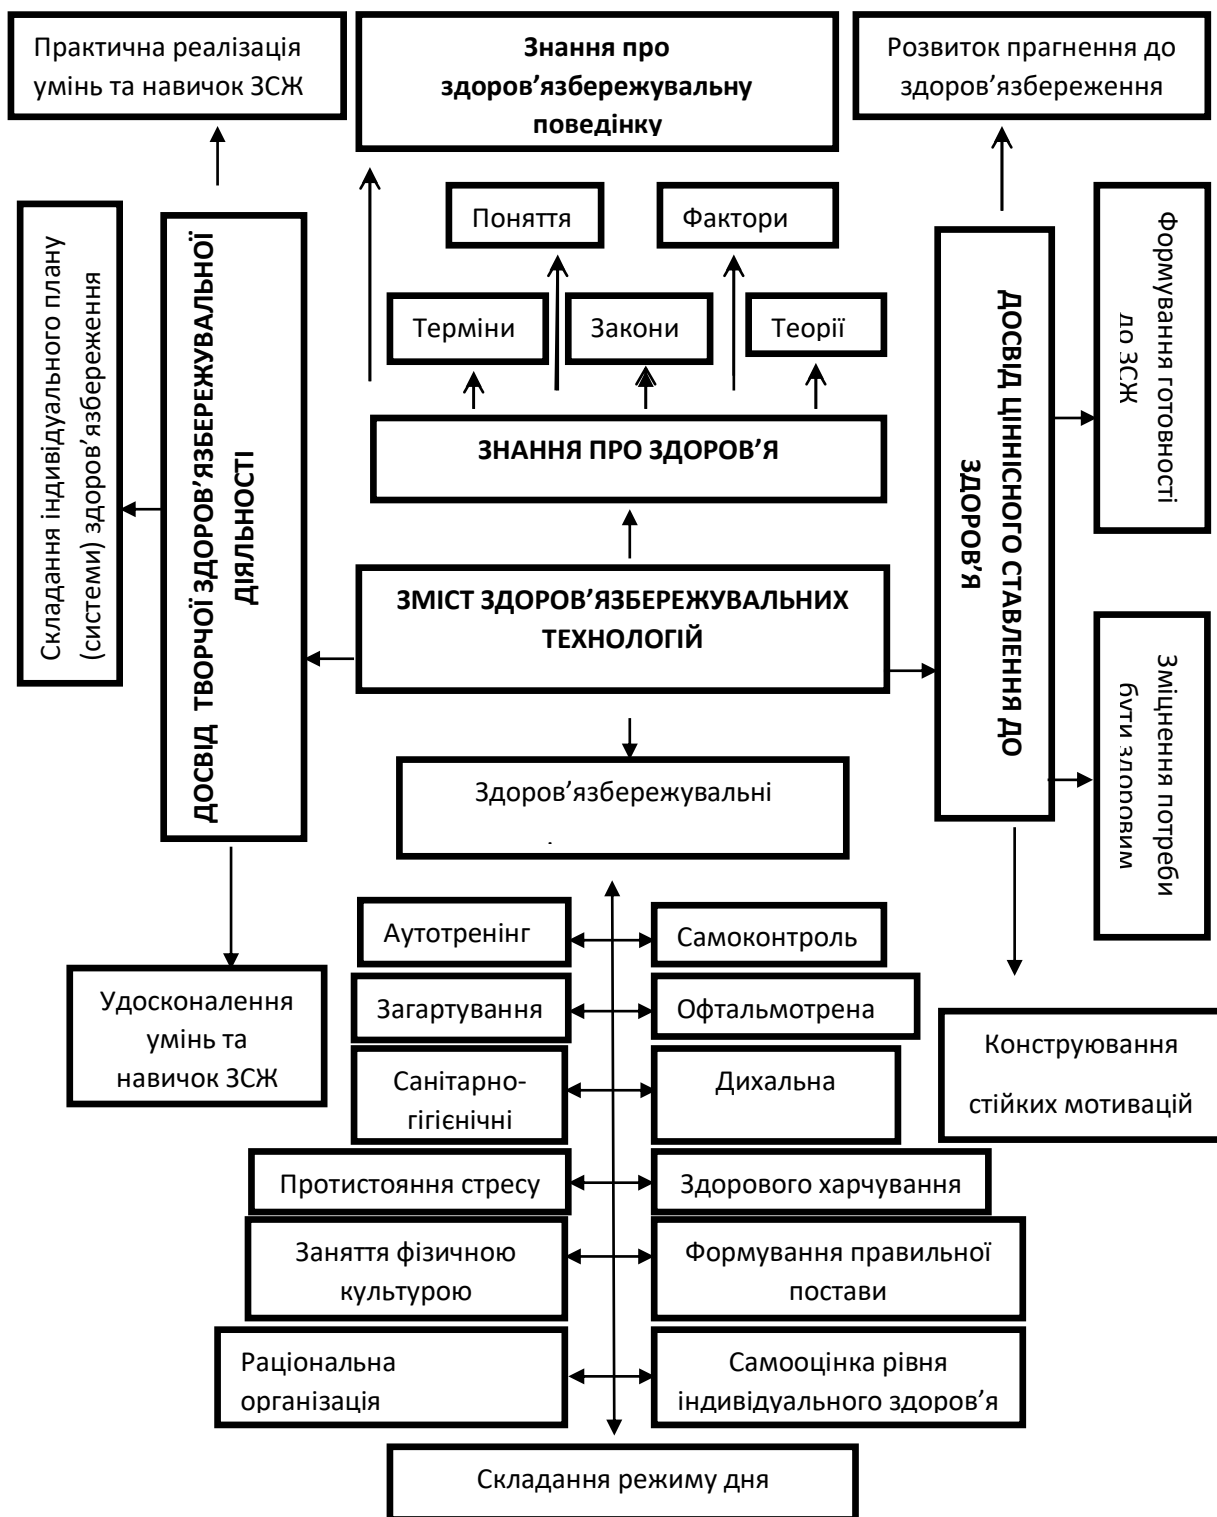 Практична реалізація
умінь та навичок ЗСЖ
Знання про
здоров’язбережувальну
поведінку
Розвиток прагнення до
здоров’язбереження
Поняття
Фактори
Терміни
Закони
Теорії
ЗНАННЯ ПРО ЗДОРОВ’Я
Складання індивідуального плану
(системи) здоров’язбереження
ДОСВІД ТВОРЧОЇ ЗДОРОВ’ЯЗБЕРЕЖУВАЛЬНОЇ
ДІЯЛЬНОСТІ
ЗМІСТ ЗДОРОВ’ЯЗБЕРЕЖУВАЛЬНИХ
ТЕХНОЛОГІЙ
ДОСВІД ЦІННІСНОГО СТАВЛЕННЯ ДО
ЗДОРОВ’Я
Формування готовності
до ЗСЖ
Зміцнення потреби
бути здоровим
Здоров’язбережувальні
Аутотренінг
Самоконтроль
Загартування
Офтальмотрена
Санітарно-
гігієнічні
Дихальна
Протистояння стресу
Здорового харчування
Заняття фізичною
культурою
Формування правильної
постави
Раціональна
організація
Самооцінка рівня
індивідуального здоров’я
Складання режиму дня
Удосконалення
умінь та
навичок ЗСЖ
Конструювання
стійких мотивацій